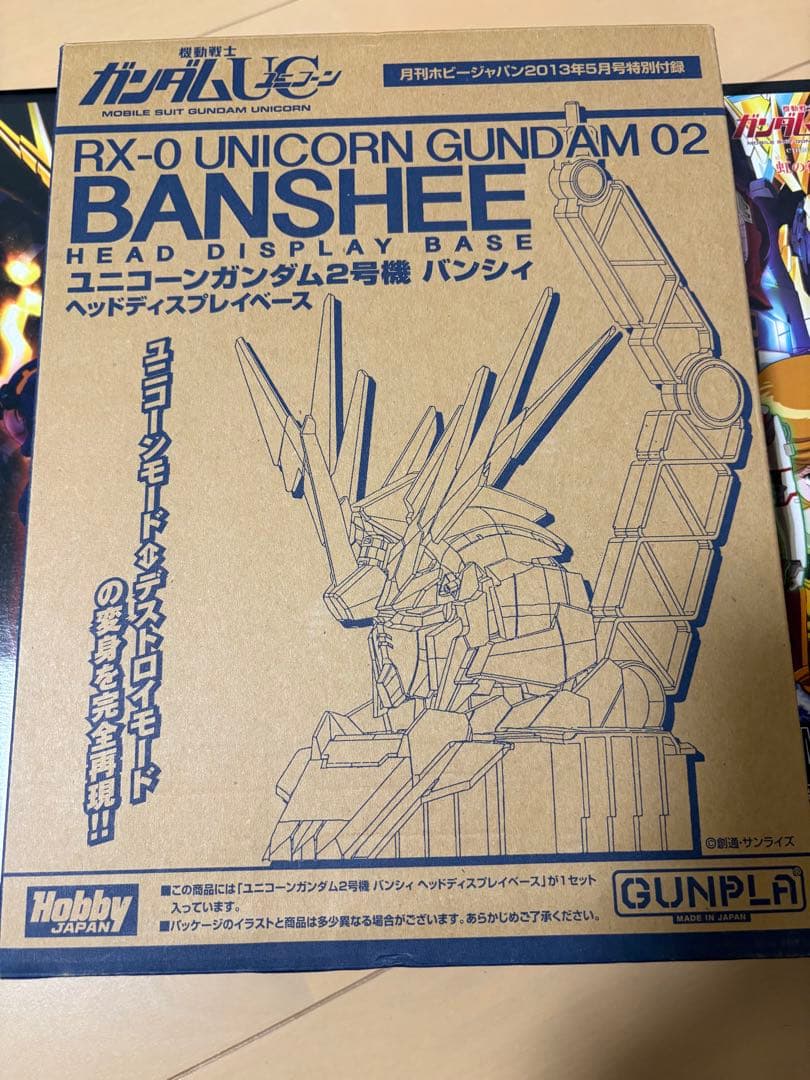 機動戦士
ガンダムUC
ユニコーン
MOBILE SUIT GUNDAM UNICORN
月刊ホビージャパン2013年5月号特別付録
RX-0 UNICORN GUNDAM 02
BANSHEE
HEAD DISPLAY BASE
ユニコーンガンダム2号機 バンシィ
ヘッドディスプレイベース
ユニコーンモード⇔デストロイモード
の変身を完全再現!!
©創通・サンライズ
Hobby
JAPAN
■この商品には「ユニコーンガンダム2号機 バンシィ ヘッドディスプレイベース」が1セット
入っています。
■パッケージのイラストと商品は多少異なる場合がございます。あらかじめご了承ください。
GUNPLA®
MADE IN JAPAN